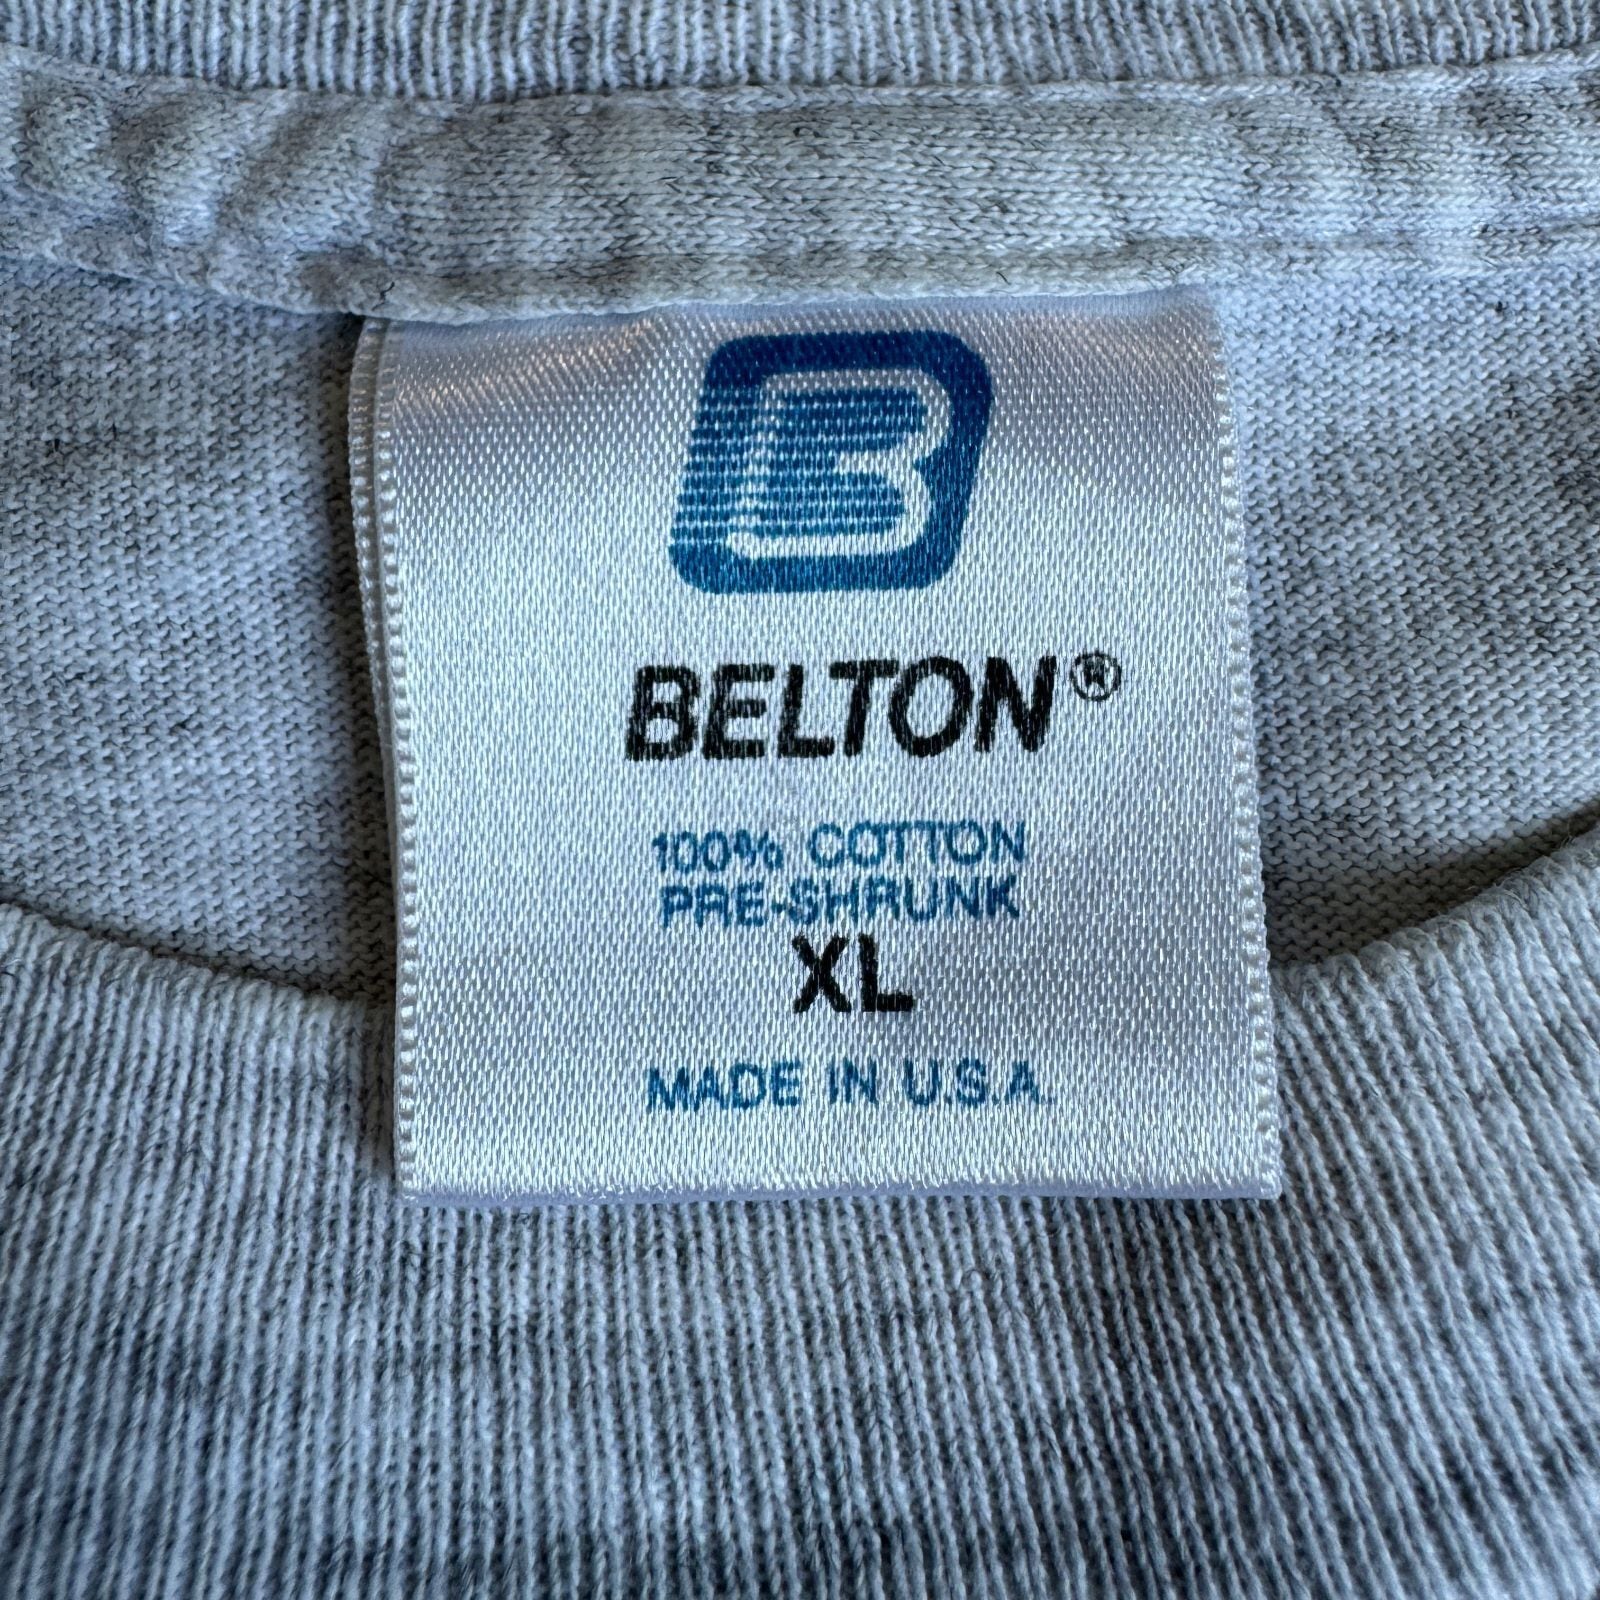 B
BELTON®
100% COTTON
PRE-SHRUNK
XL
MADE IN U.S.A.